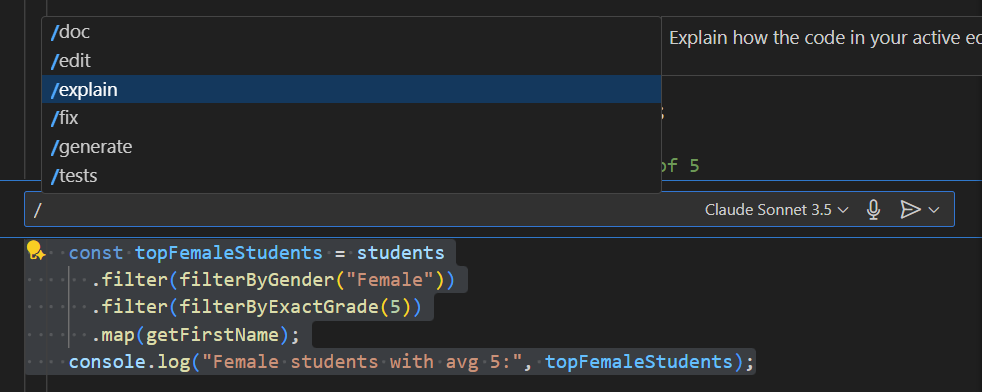 /doc
/edit
/explain
/fix
/generate
/tests
Explain how the code in your active
;
of 5
/
Claude Sonnet 3.5
const topFemaleStudents = students
.filter(filterByGender("Female"))
.filter(filterByExactGrade(5))
.map(getFirstName);
console.log("Female students with avg 5:", topFemaleStudents);